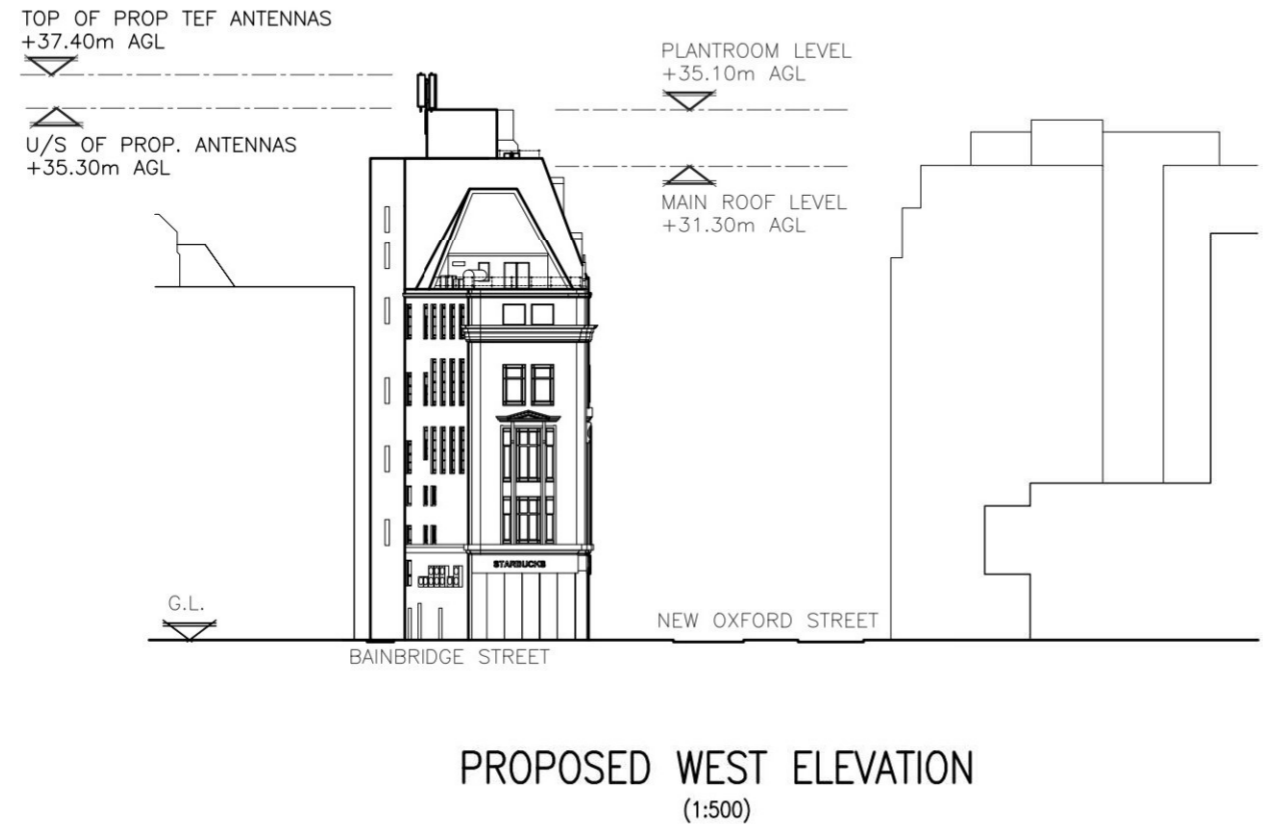 TOP OF PROP TEF ANTENNAS
+37.40m AGL
U/S OF PROP. ANTENNAS
+35.30m AGL
PLANTROOM LEVEL
+35.10m AGL
MAIN ROOF LEVEL
+31.30m AGL
STARBUCKS
G.L.
NEW OXFORD STREET
BAINBRIDGE STREET
PROPOSED WEST ELEVATION
(1:500)